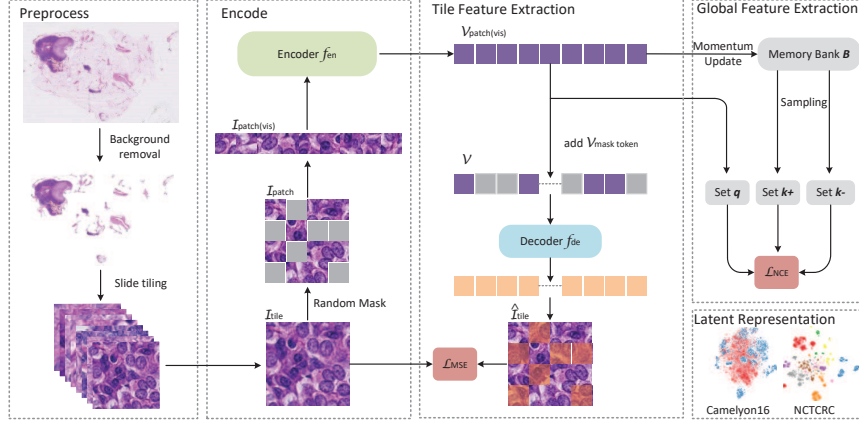 Preprocess
Background
removal
Slide tiling
Encode
Encoder fen
Ipatch(vis)
Ipatch
Random Mask
Itile
Tile Feature Extraction
Vpatch(vis)
add Vmask token
V
Decoder fde
Îtile
LMSE
Global Feature Extraction
Momentum
Update
Memory Bank B
Sampling
Set q
Set k+
Set k-
LNCE
Latent Representation
Camelyon16
NCTCRC